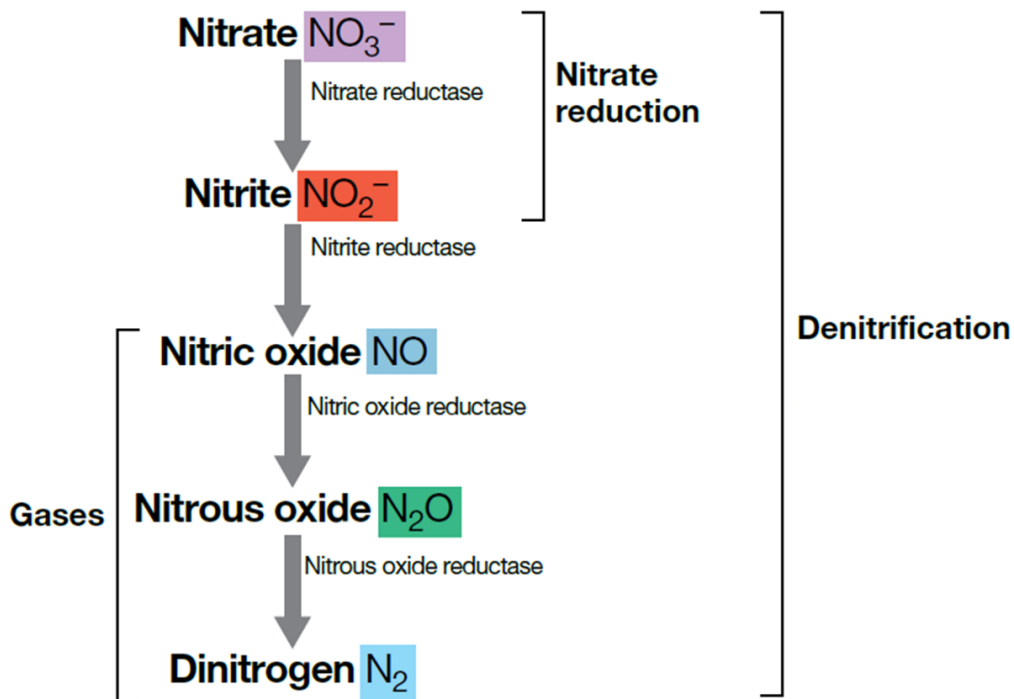 Nitrate NO₃⁻
Nitrate reductase
Nitrate
reduction
Nitrite NO₂⁻
Nitrite reductase
Denitrification
Nitric oxide NO
Nitric oxide reductase
Gases
Nitrous oxide N₂O
Nitrous oxide reductase
Dinitrogen N₂